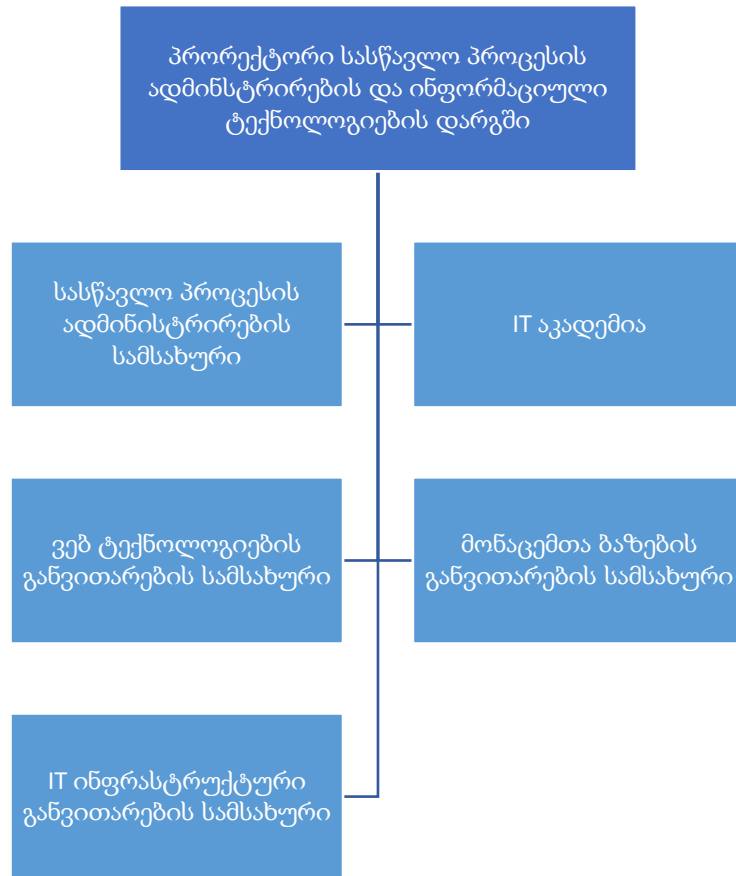 პრორექტორი სასწავლო პროცესის
ადმინსტრირების და ინფორმაციული
ტექნოლოგიების დარგში
სასწავლო პროცესის
ადმინისტრირების
სამსახური
IT აკადემია
ვებ ტექნოლოგიების
განვითარების სამსახური
მონაცემთა ბაზების
განვითარების სამსახური
IT ინფრასტრუქტური
განვითარების სამსახური